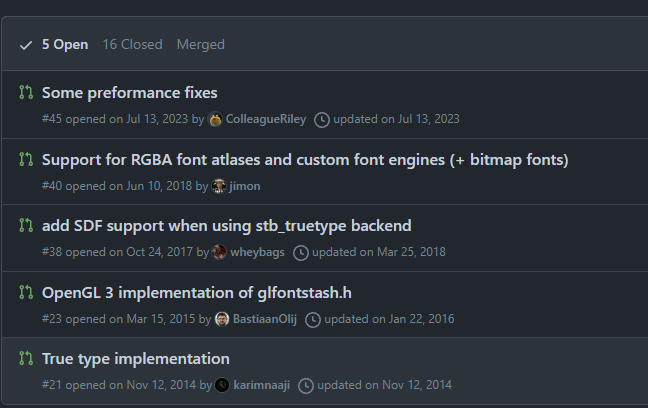 5 Open 16 Closed Merged
Some preformance fixes
#45 opened on Jul 13, 2023 by ColleagueRiley updated on Jul 13, 2023
Support for RGBA font atlases and custom font engines (+ bitmap fonts)
#40 opened on Jun 10, 2018 by jimon
add SDF support when using stb_truetype backend
#38 opened on Oct 24, 2017 by wheybags updated on Mar 25, 2018
OpenGL 3 implementation of glfontstash.h
#23 opened on Mar 15, 2015 by BastiaanOlij updated on Jan 22, 2016
True type implementation
#21 opened on Nov 12, 2014 by karimnaaji updated on Nov 12, 2014